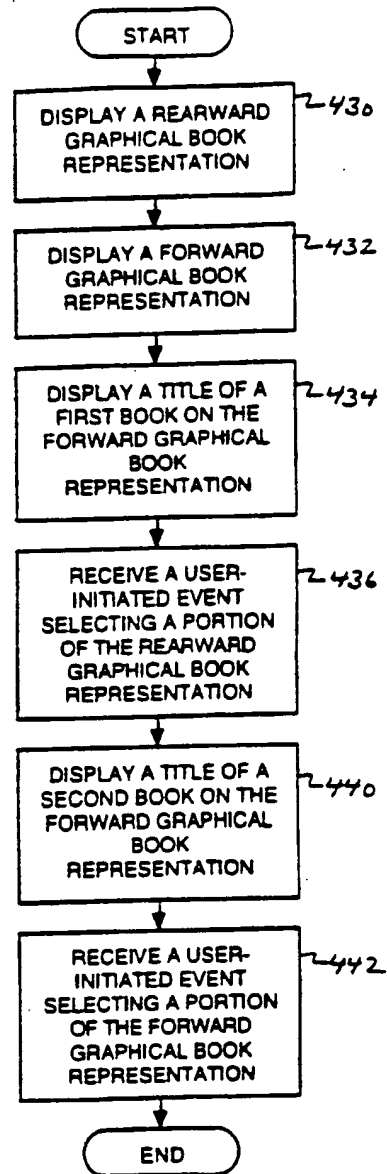 START
DISPLAY A REARWARD
GRAPHICAL BOOK
REPRESENTATION
430
DISPLAY A FORWARD
GRAPHICAL BOOK
REPRESENTATION
432
DISPLAY A TITLE OF A
FIRST BOOK ON THE
FORWARD GRAPHICAL
BOOK
REPRESENTATION
434
RECEIVE A USER-
INITIATED EVENT
SELECTING A PORTION
OF THE REARWARD
GRAPHICAL BOOK
REPRESENTATION
436
DISPLAY A TITLE OF A
SECOND BOOK ON THE
FORWARD GRAPHICAL
BOOK
REPRESENTATION
440
RECEIVE A USER-
INITIATED EVENT
SELECTING A PORTION
OF THE FORWARD
GRAPHICAL BOOK
REPRESENTATION
442
END